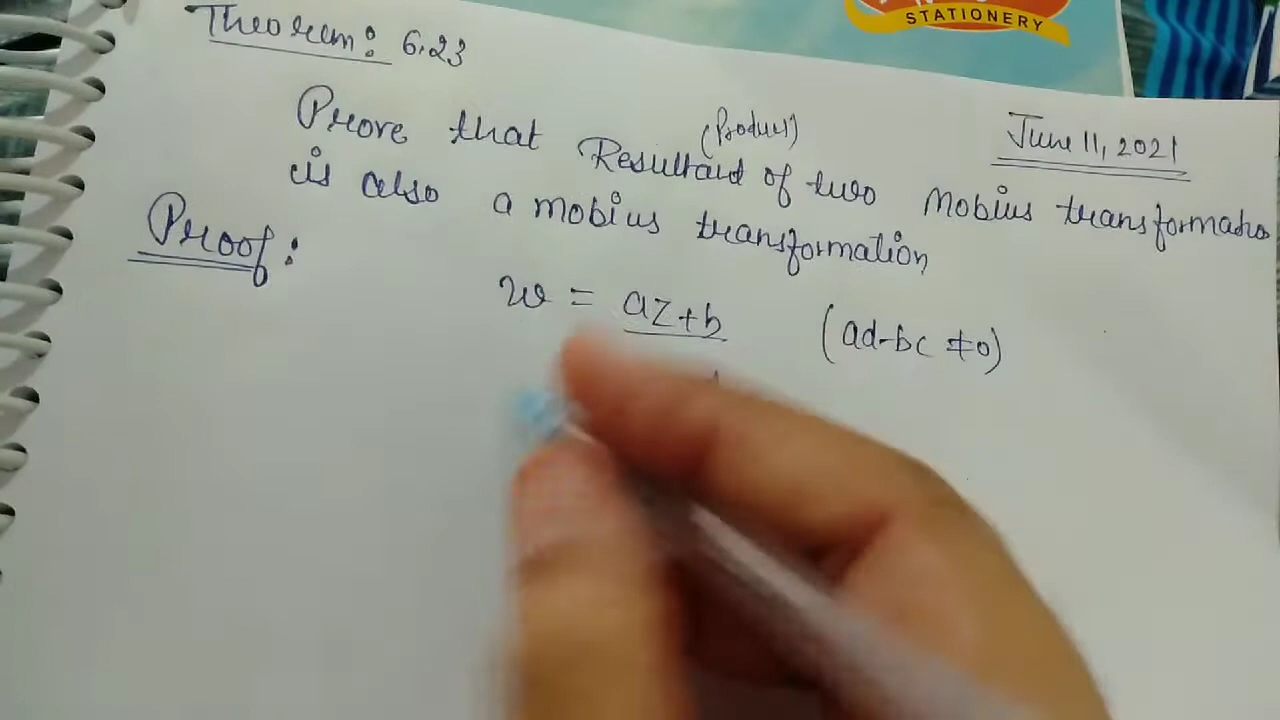 STATIONERY
Theorem: 6.23
June 11, 2021
(Product)
Prove that Resultant of two Mobius transformatio
is also a mobius transformation
Proof:
w = az+b (ad-bc ≠0)